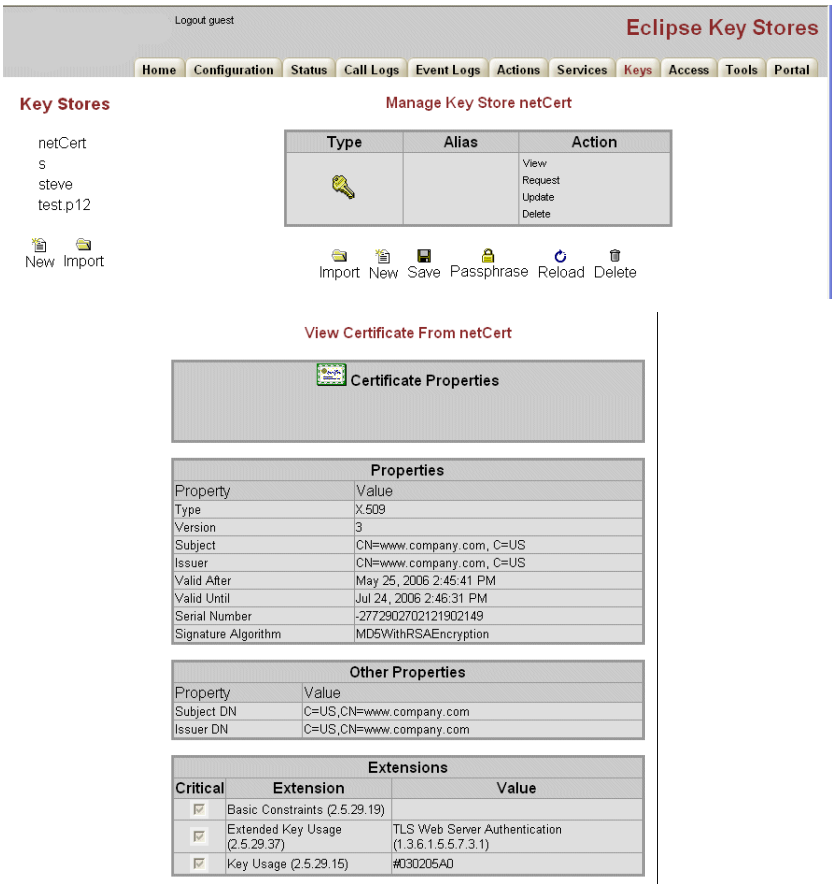 Logout guest
Eclipse Key Stores
Home Configuration Status Call Logs Event Logs Actions Services Keys Access Tools Portal
Key Stores
netCert
s
steve
test.p12
New Import
Manage Key Store netCert
Type Alias Action
View
Request
Update
Delete
Import New Save Passphrase Reload Delete
View Certificate From netCert
Certificate Properties
Properties
Property Value
Type X.509
Version 3
Subject CN=www.company.com, C=US
Issuer CN=www.company.com, C=US
Valid After May 25, 2006 2:45:41 PM
Valid Until Jul 24, 2006 2:46:31 PM
Serial Number -2772902702121902149
Signature Algorithm MD5WithRSAEncryption
Other Properties
Property Value
Subject DN C=US,CN=www.company.com
Issuer DN C=US,CN=www.company.com
Extensions
Critical Extension Value
Basic Constraints (2.5.29.19)
Extended Key Usage (2.5.29.37) TLS Web Server Authentication (1.3.6.1.5.5.7.3.1)
Key Usage (2.5.29.15) #030205A0